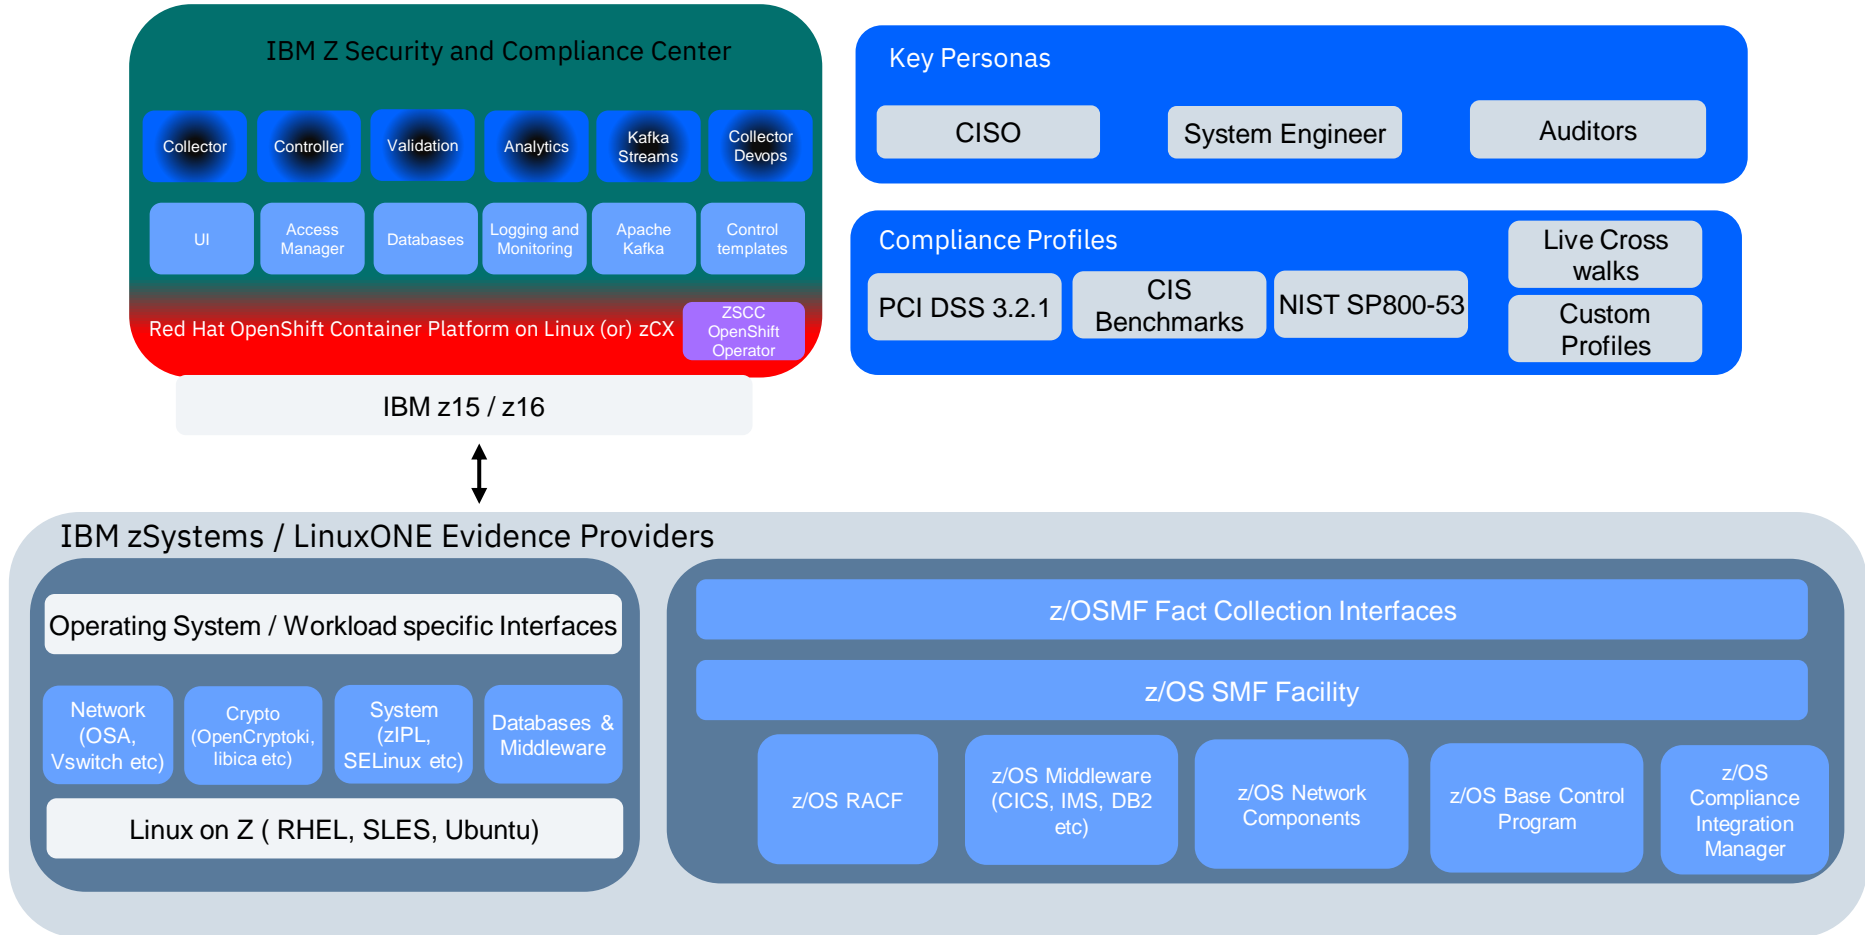 IBM Z Security and Compliance Center
Collector
Controller
Validation
Analytics
Kafka
Streams
Collector
Devops
UI
Access
Manager
Databases
Logging and
Monitoring
Apache
Kafka
Control
templates
Red Hat OpenShift Container Platform on Linux (or) zCX
ZSCC
OpenShift
Operator
IBM z15 / z16
Key Personas
CISO
System Engineer
Auditors
Compliance Profiles
PCI DSS 3.2.1
CIS
Benchmarks
NIST SP800-53
Live Cross
walks
Custom
Profiles
IBM zSystems / LinuxONE Evidence Providers
Operating System / Workload specific Interfaces
Network
(OSA,
Vswitch etc)
Crypto
(OpenCryptoki,
libica etc)
System
(zIPL,
SELinux etc)
Databases &
Middleware
Linux on Z ( RHEL, SLES, Ubuntu)
z/OSMF Fact Collection Interfaces
z/OS SMF Facility
z/OS RACF
z/OS Middleware
(CICS, IMS, DB2
etc)
z/OS Network
Components
z/OS Base Control
Program
z/OS
Compliance
Integration
Manager